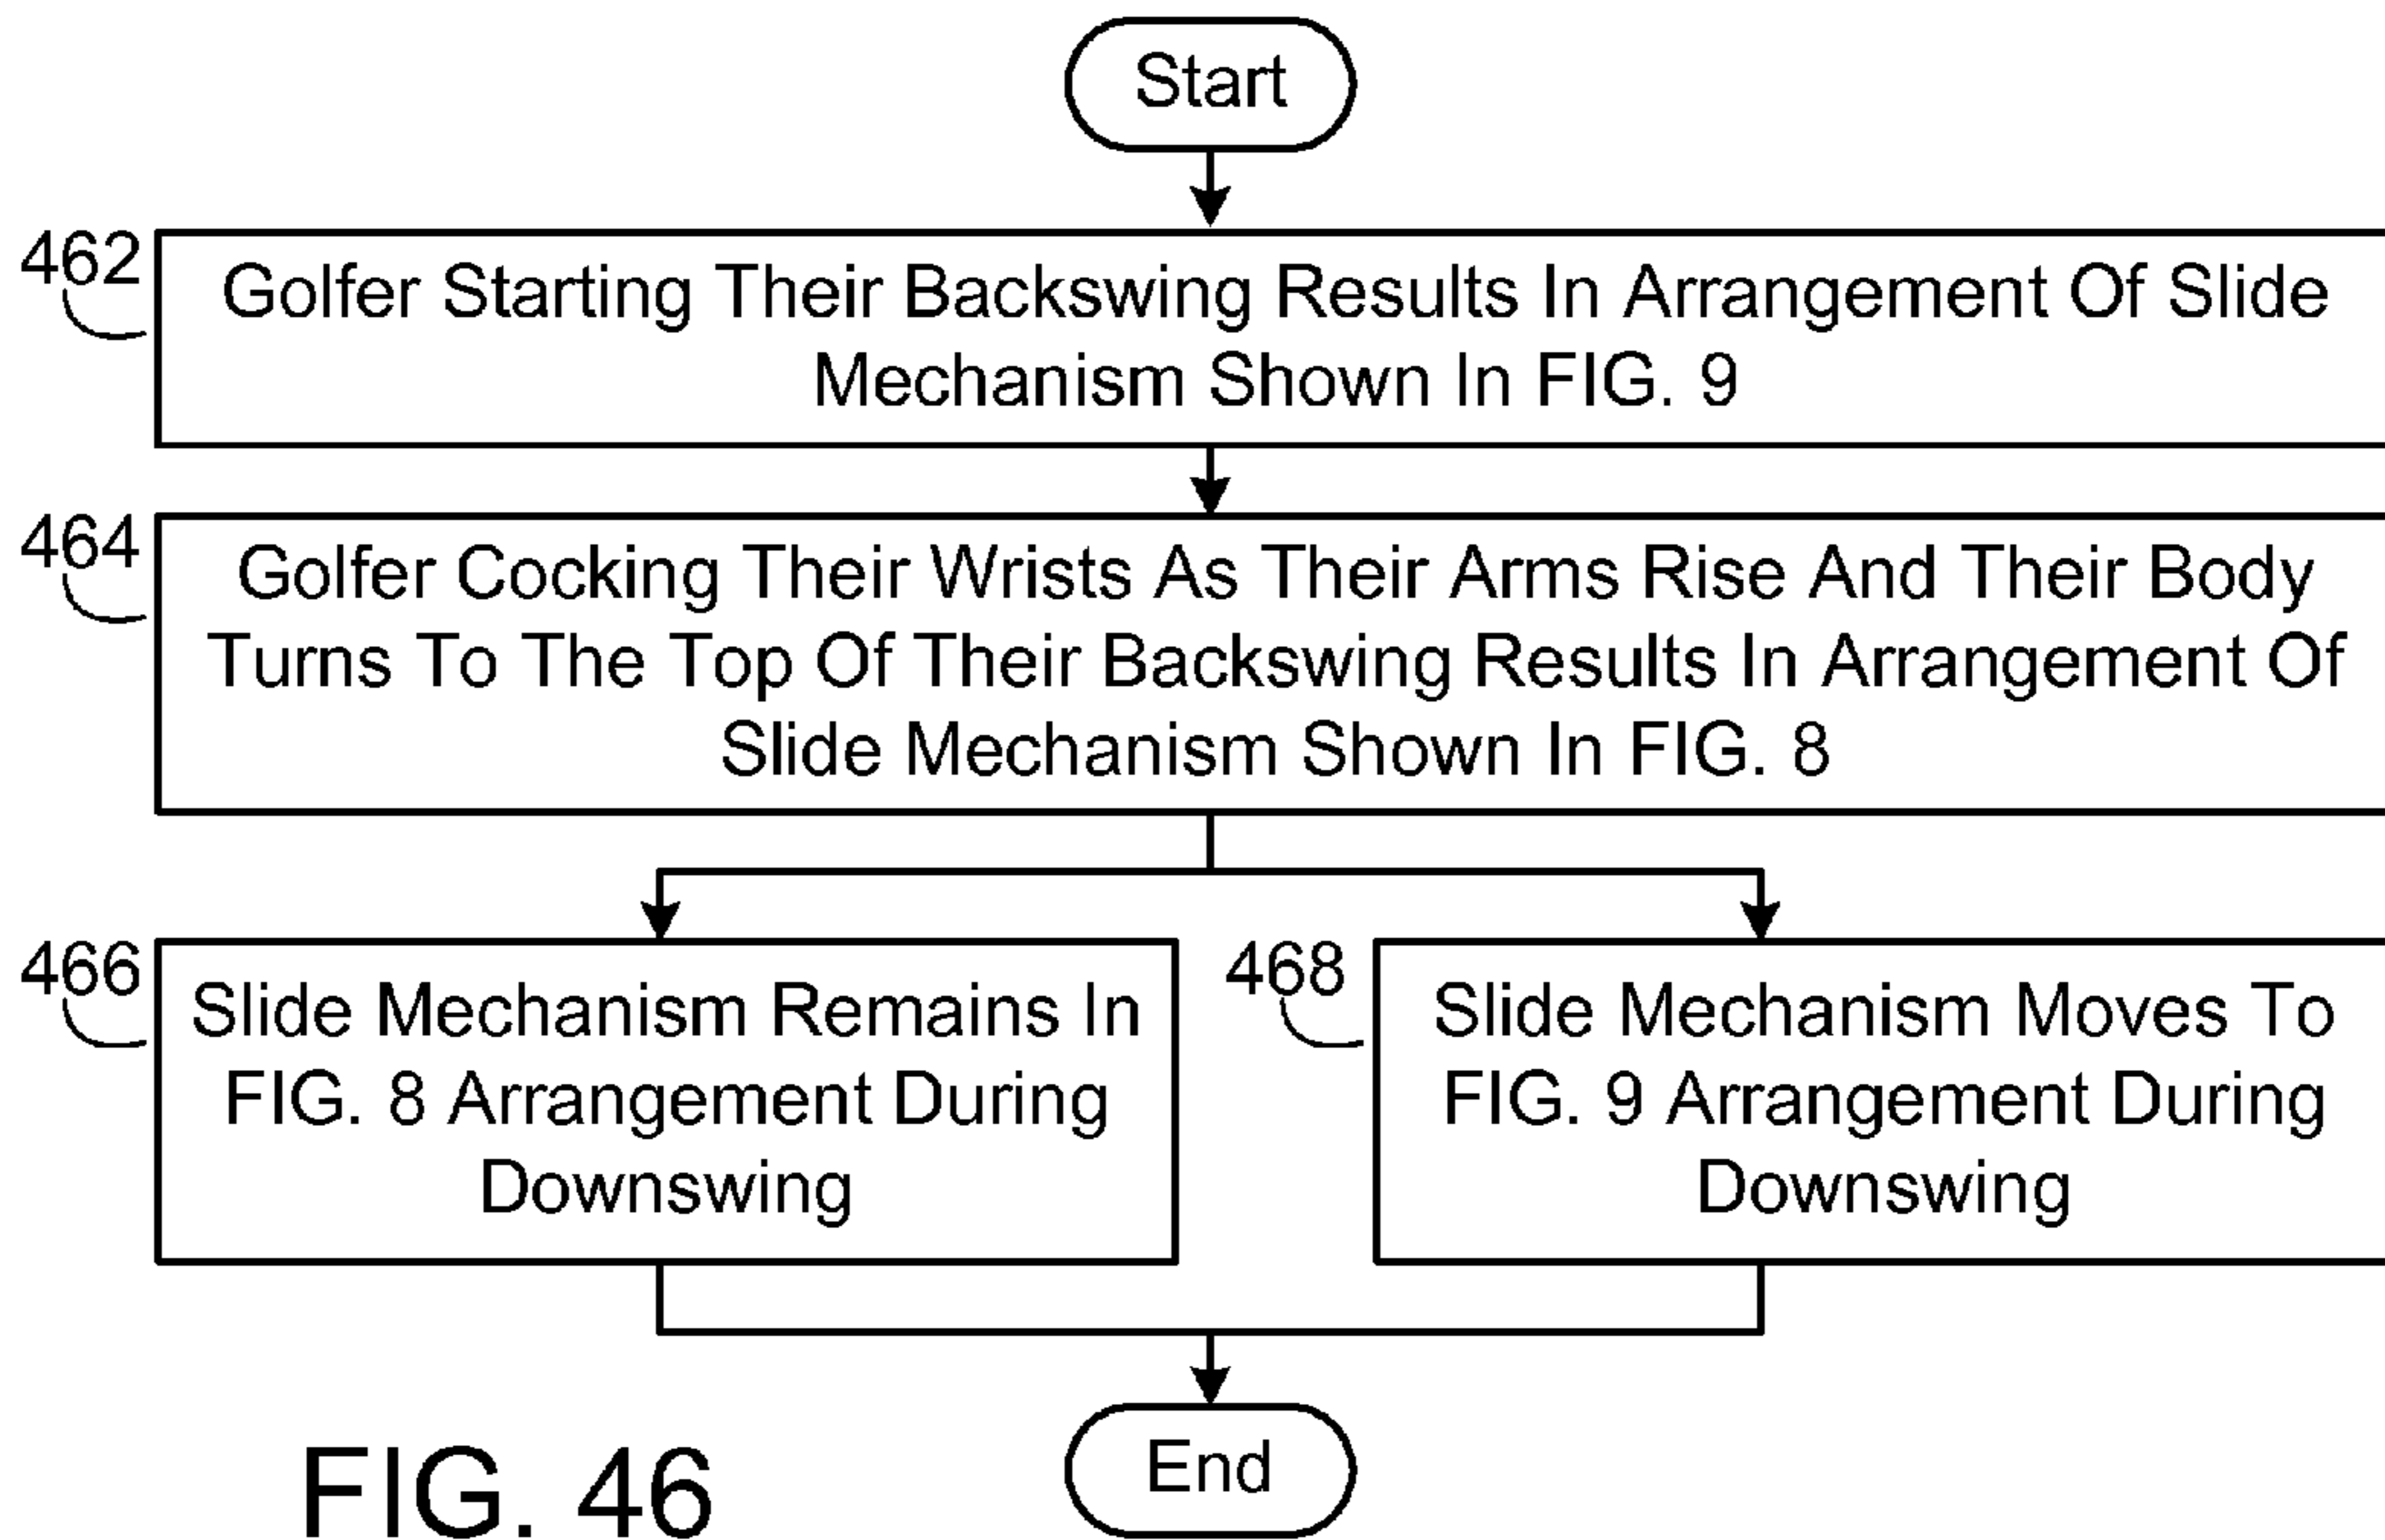 Start
462
Golfer Starting Their Backswing Results In Arrangement Of Slide
Mechanism Shown In FIG. 9
464
Golfer Cocking Their Wrists As Their Arms Rise And Their Body
Turns To The Top Of Their Backswing Results In Arrangement Of
Slide Mechanism Shown In FIG. 8
466
Slide Mechanism Remains In
FIG. 8 Arrangement During
Downswing
468
Slide Mechanism Moves To
FIG. 9 Arrangement During
Downswing
End
FIG. 46